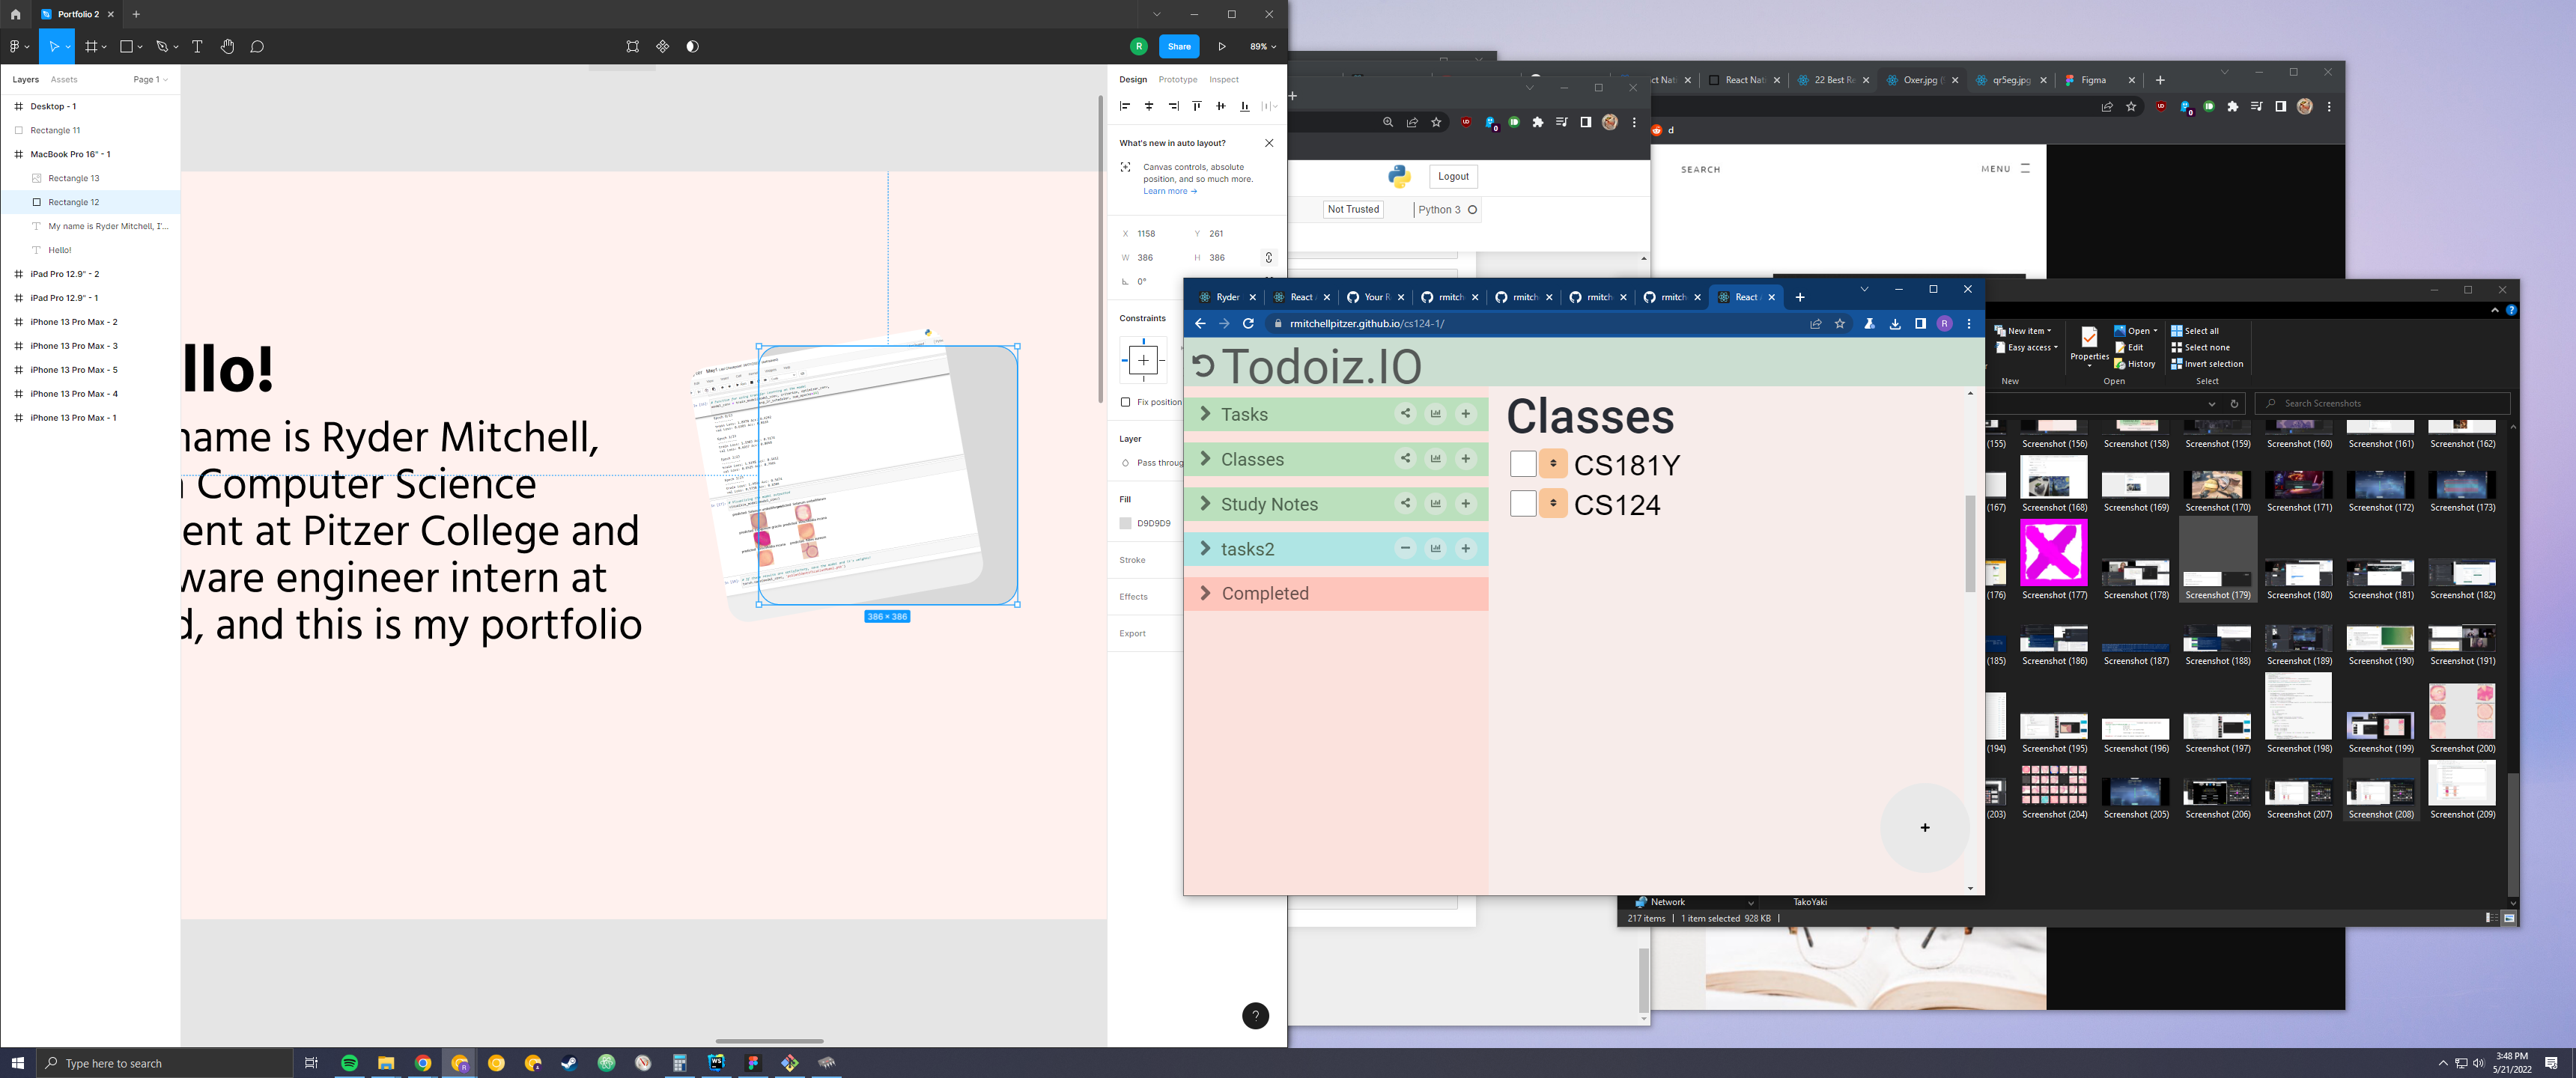 Portfolio 2
Share
89%
R
Layers
Assets
Page 1
Desktop - 1
Rectangle 11
MacBook Pro 16" - 1
Rectangle 13
Rectangle 12
My name is Ryder Mitchell, I'...
Hello!
iPad Pro 12.9" - 2
iPad Pro 12.9" - 1
iPhone 13 Pro Max - 2
iPhone 13 Pro Max - 3
iPhone 13 Pro Max - 5
iPhone 13 Pro Max - 4
iPhone 13 Pro Max - 1
llo!
name is Ryder Mitchell,
Computer Science
ent at Pitzer College and
ware engineer intern at
d, and this is my portfolio
386 × 386
Design
Prototype
Inspect
What's new in auto layout?
Canvas controls, absolute
position, and so much more.
Learn more →
X 1158
Y 261
W 386
H 386
0°
Constraints
Fix position
Layer
Pass throug
Fill
D9D9D9
Stroke
Effects
Export
?
Logout
Not Trusted
Python 3
React Nat
22 Best Re
Oxer.jpg (
qr5eg.jpg
Figma
d
SEARCH
MENU
Ryder
React
Your R
rmitch
rmitch
rmitch
rmitch
React
rmitchellpitzer.github.io/cs124-1/
R
Todoiz.IO
Tasks
Classes
Study Notes
tasks2
Completed
Classes
CS181Y
CS124
+
New item
Easy access
New
Properties
Open
Edit
History
Open
Select all
Select none
Invert selection
Select
Search Screenshots
(155)
Screenshot (156)
Screenshot (158)
Screenshot (159)
Screenshot (160)
Screenshot (161)
Screenshot (162)
(167)
Screenshot (168)
Screenshot (169)
Screenshot (170)
Screenshot (171)
Screenshot (172)
Screenshot (173)
(176)
Screenshot (177)
Screenshot (178)
Screenshot (179)
Screenshot (180)
Screenshot (181)
Screenshot (182)
(185)
Screenshot (186)
Screenshot (187)
Screenshot (188)
Screenshot (189)
Screenshot (190)
Screenshot (191)
(194)
Screenshot (195)
Screenshot (196)
Screenshot (197)
Screenshot (198)
Screenshot (199)
Screenshot (200)
(203)
Screenshot (204)
Screenshot (205)
Screenshot (206)
Screenshot (207)
Screenshot (208)
Screenshot (209)
Network
TakoYaki
217 items
1 item selected 928 KB
Type here to search
3:48 PM
5/21/2022